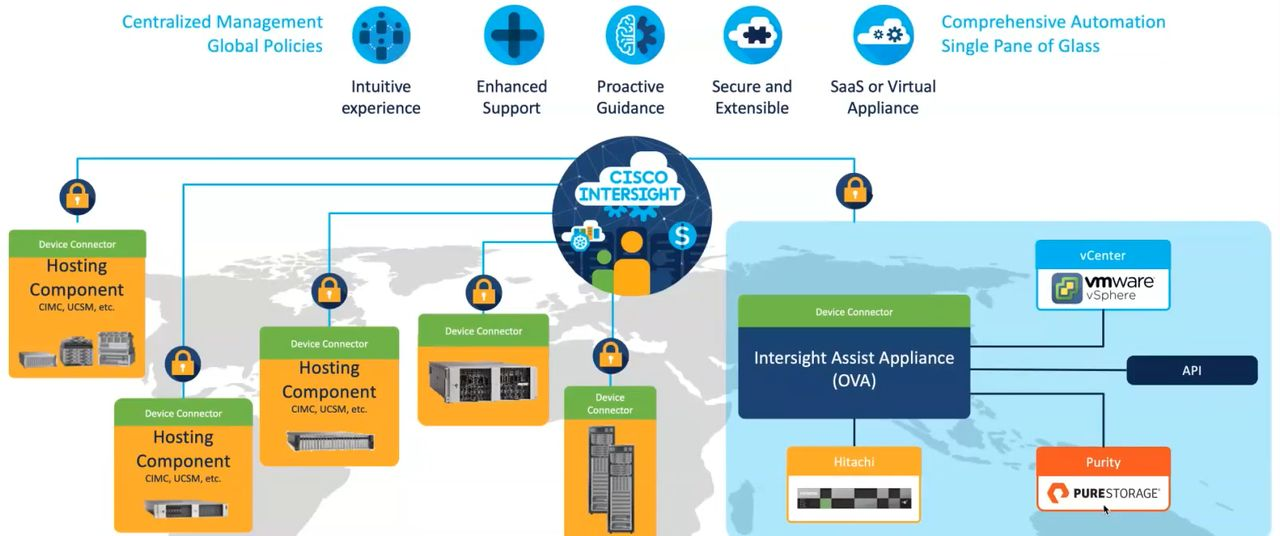 Centralized Management
Global Policies
Comprehensive Automation
Single Pane of Glass
Intuitive
experience
Enhanced
Support
Proactive
Guidance
Secure and
Extensible
SaaS or Virtual
Appliance
CISCO
INTERSIGHT
$
Device Connector
Hosting
Component
CIMC, UCSM, etc.
Device Connector
Hosting
Component
CIMC, UCSM, etc.
Device Connector
Hosting
Component
CIMC, UCSM, etc.
Device Connector
Device
Connector
Device Connector
Intersight Assist Appliance
(OVA)
vCenter
vmware
vSphere
API
Hitachi
Purity
PURESTORAGE